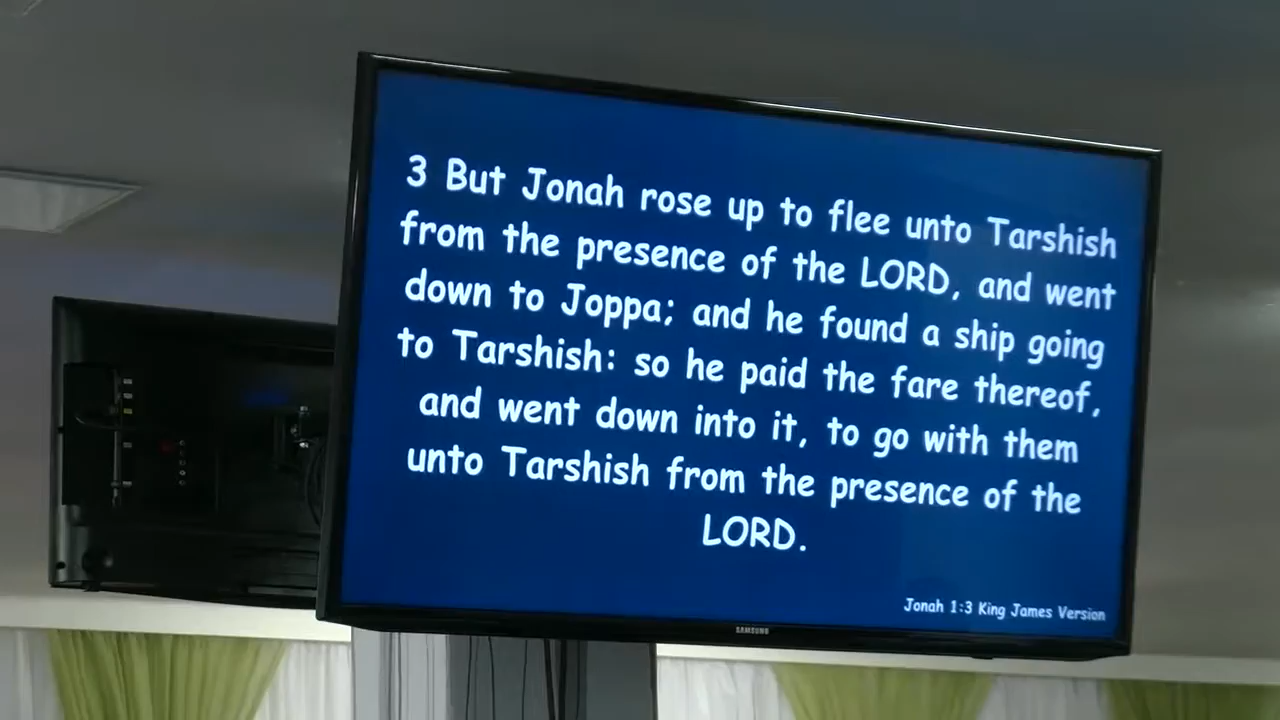 3 But Jonah rose up to flee unto Tarshish
from the presence of the LORD, and went
down to Joppa; and he found a ship going
to Tarshish: so he paid the fare thereof,
and went down into it, to go with them
unto Tarshish from the presence of the
LORD.
Jonah 1:3 King James Version
SAMSUNG